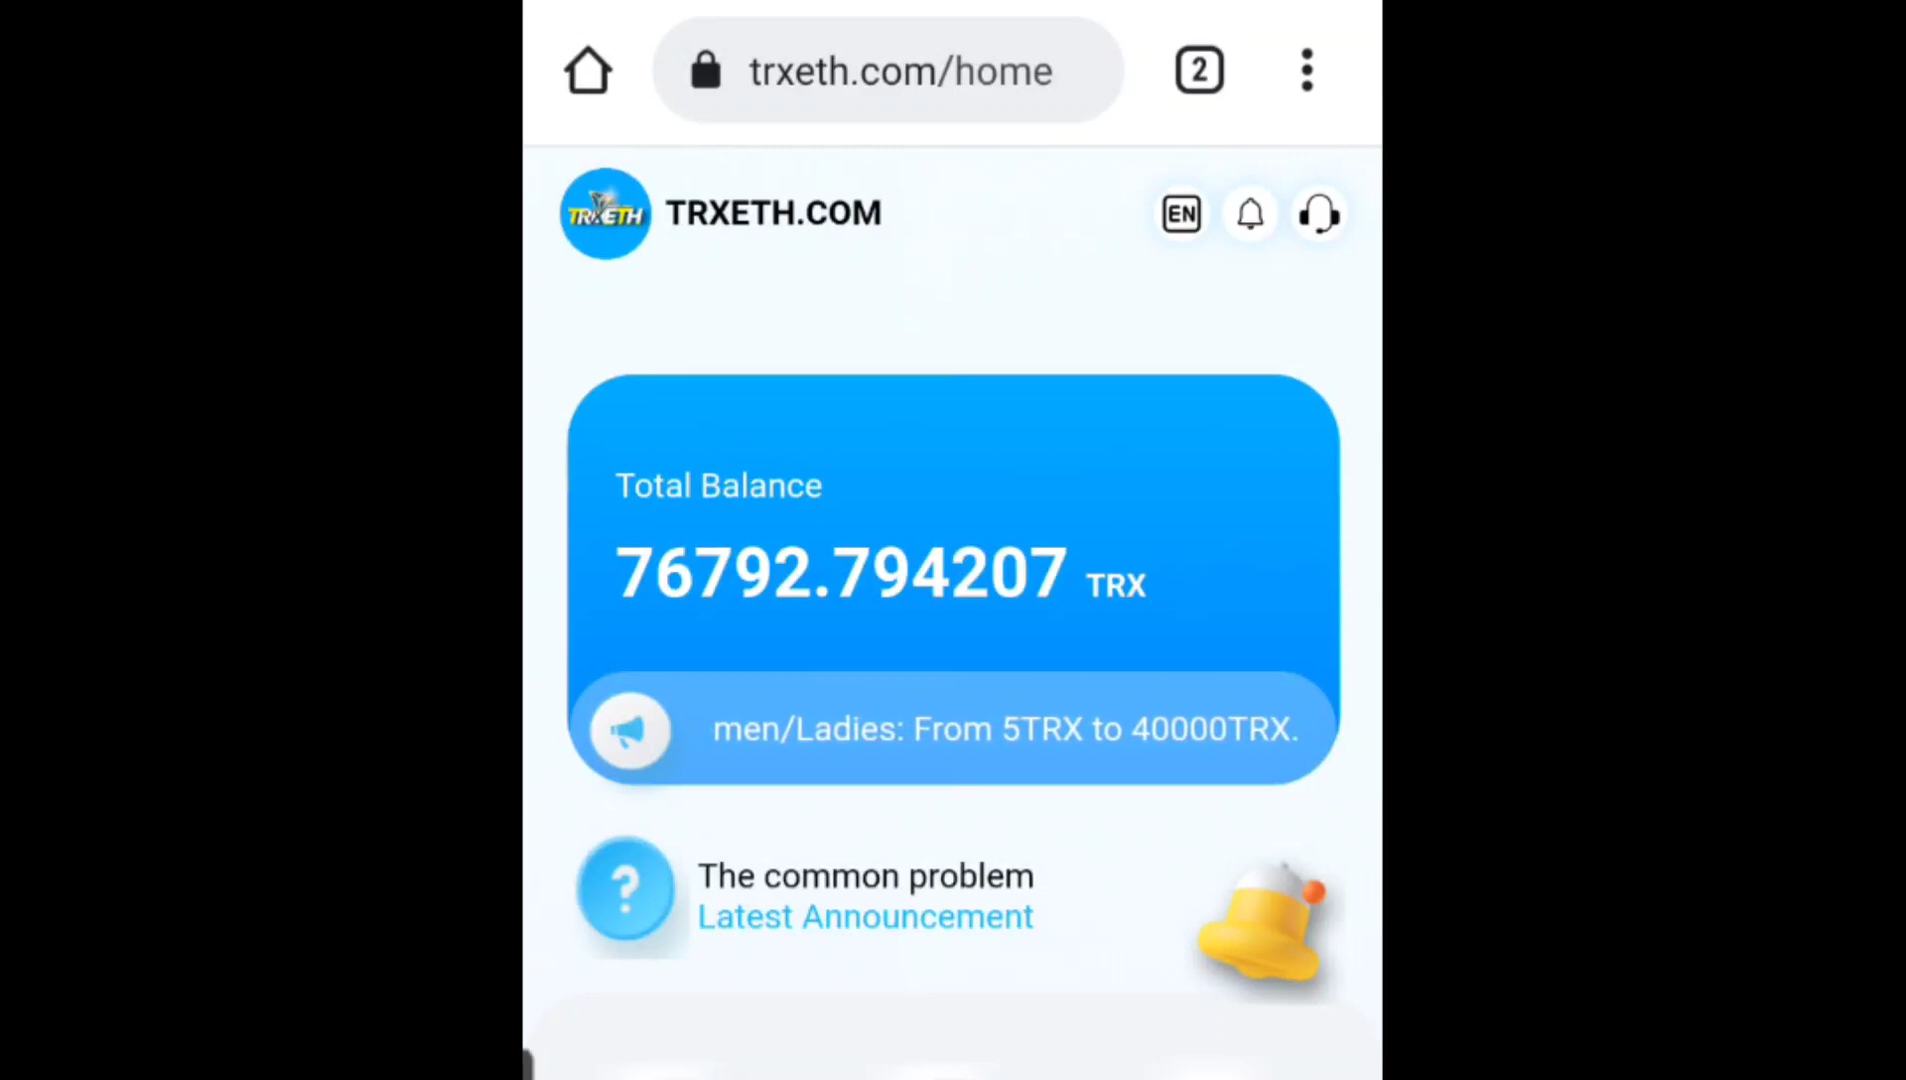 trxeth.com/home
2
TRXETH
TRXETH.COM
EN
Total Balance
76792.794207 TRX
men/Ladies: From 5TRX to 40000TRX.
?
The common problem
Latest Announcement